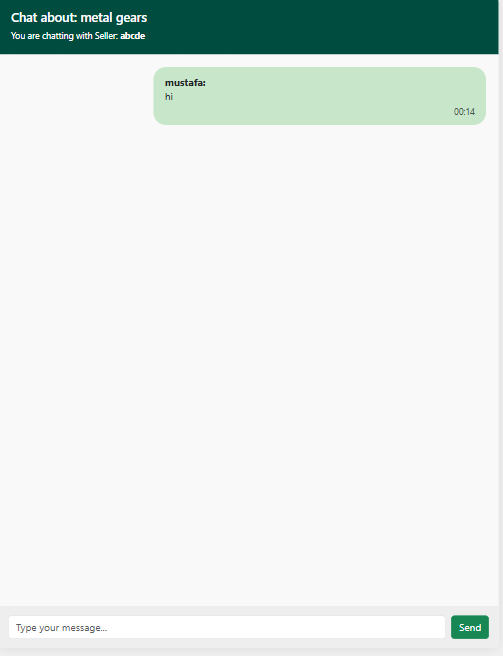 Chat about: metal gears
You are chatting with Seller: abcde
mustafa:
hi
00:14
Type your message...
Send